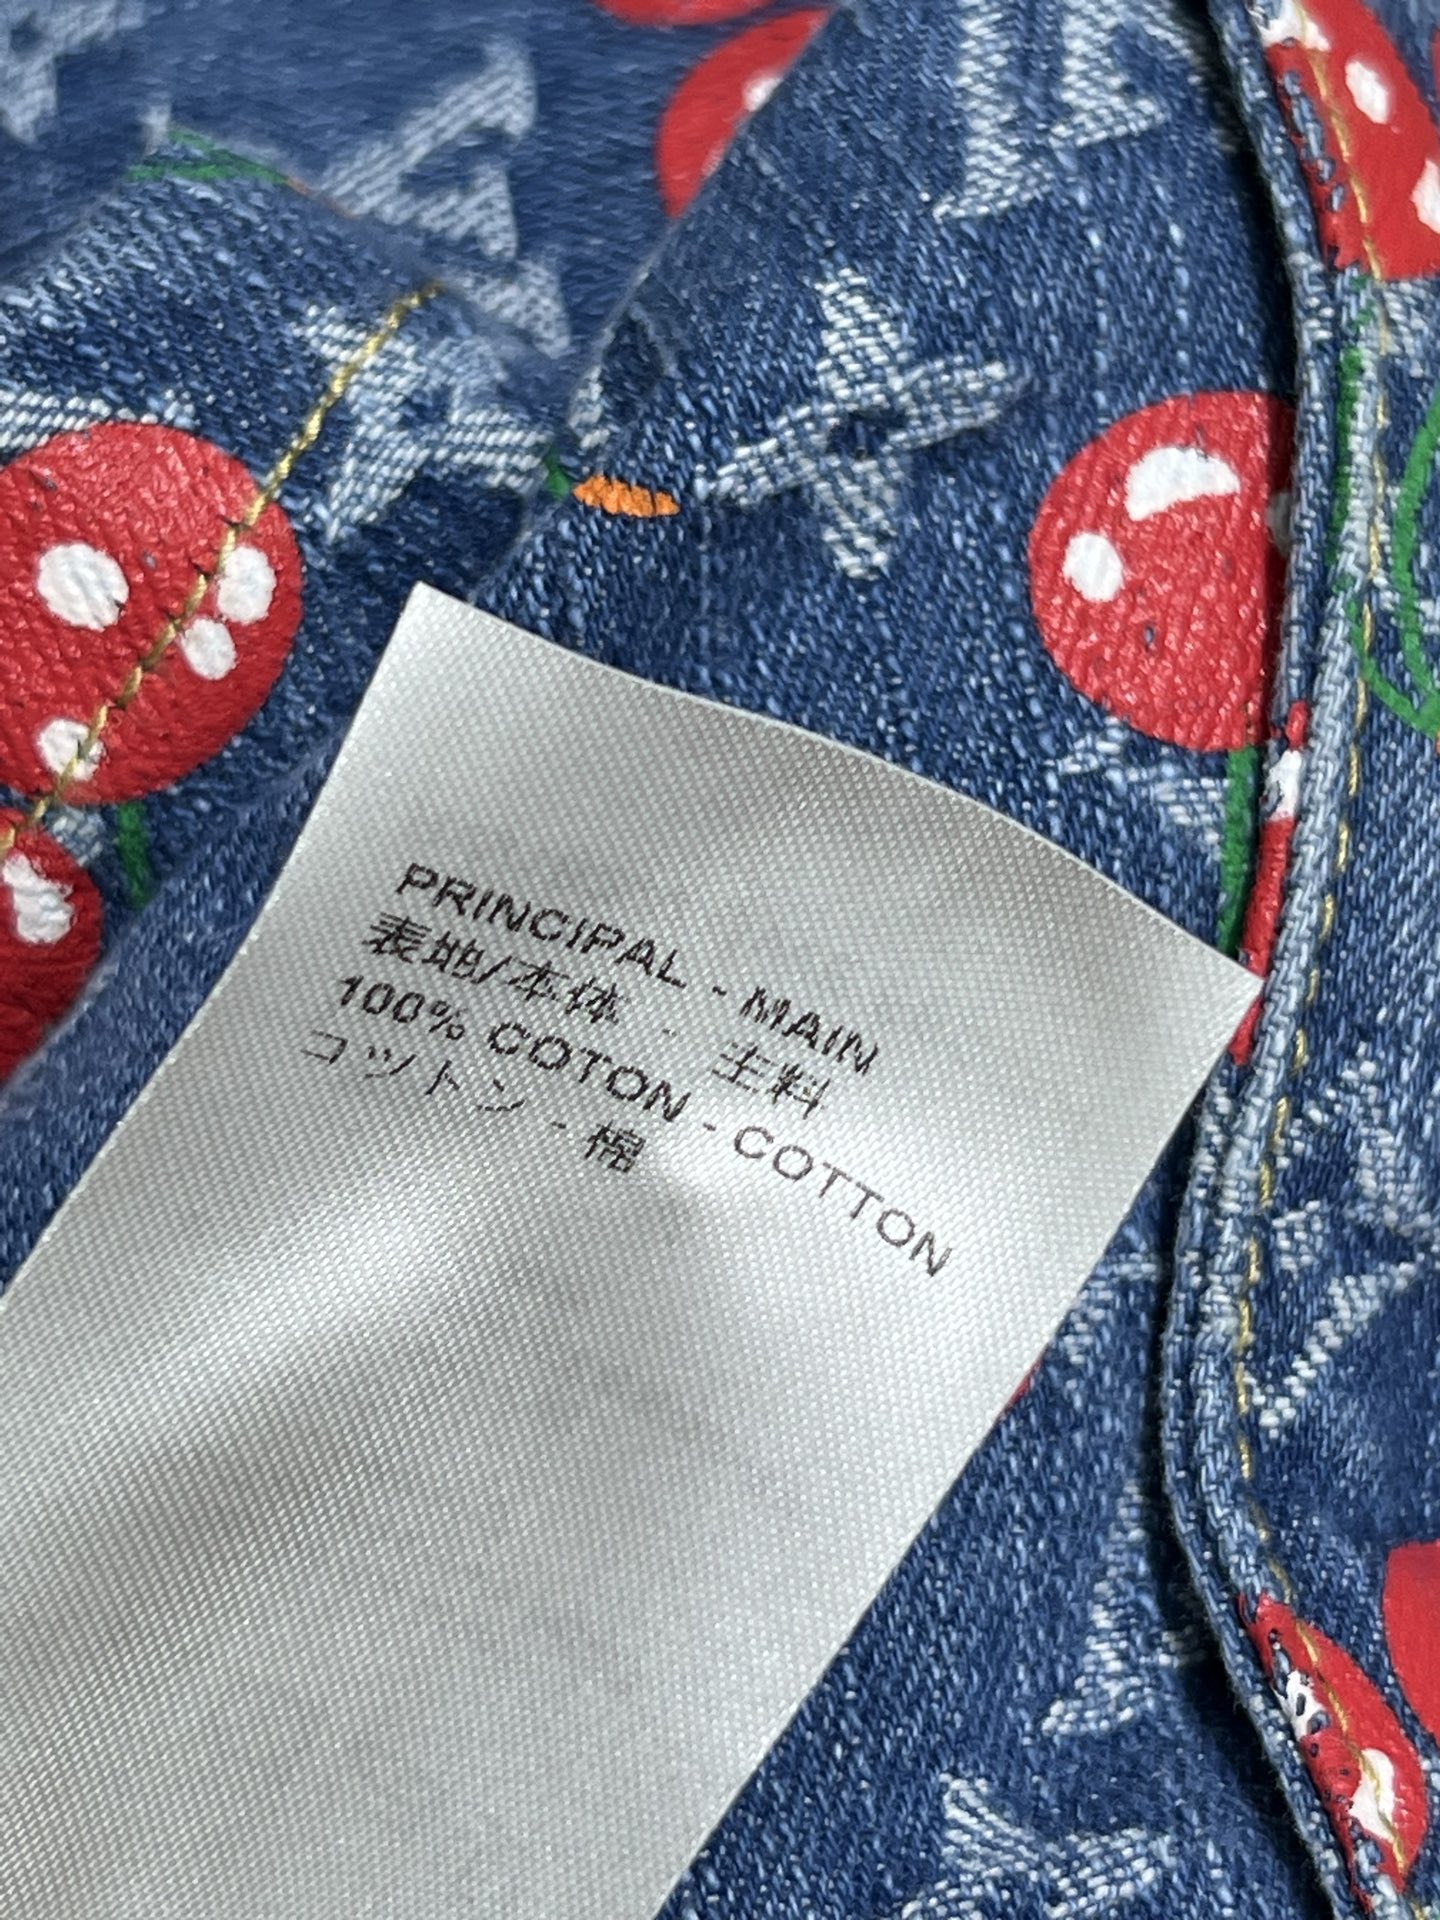 PRINCIPAL - MAIN
表地/本体 - 主料
100% COTON - COTTON
コットン - 棉